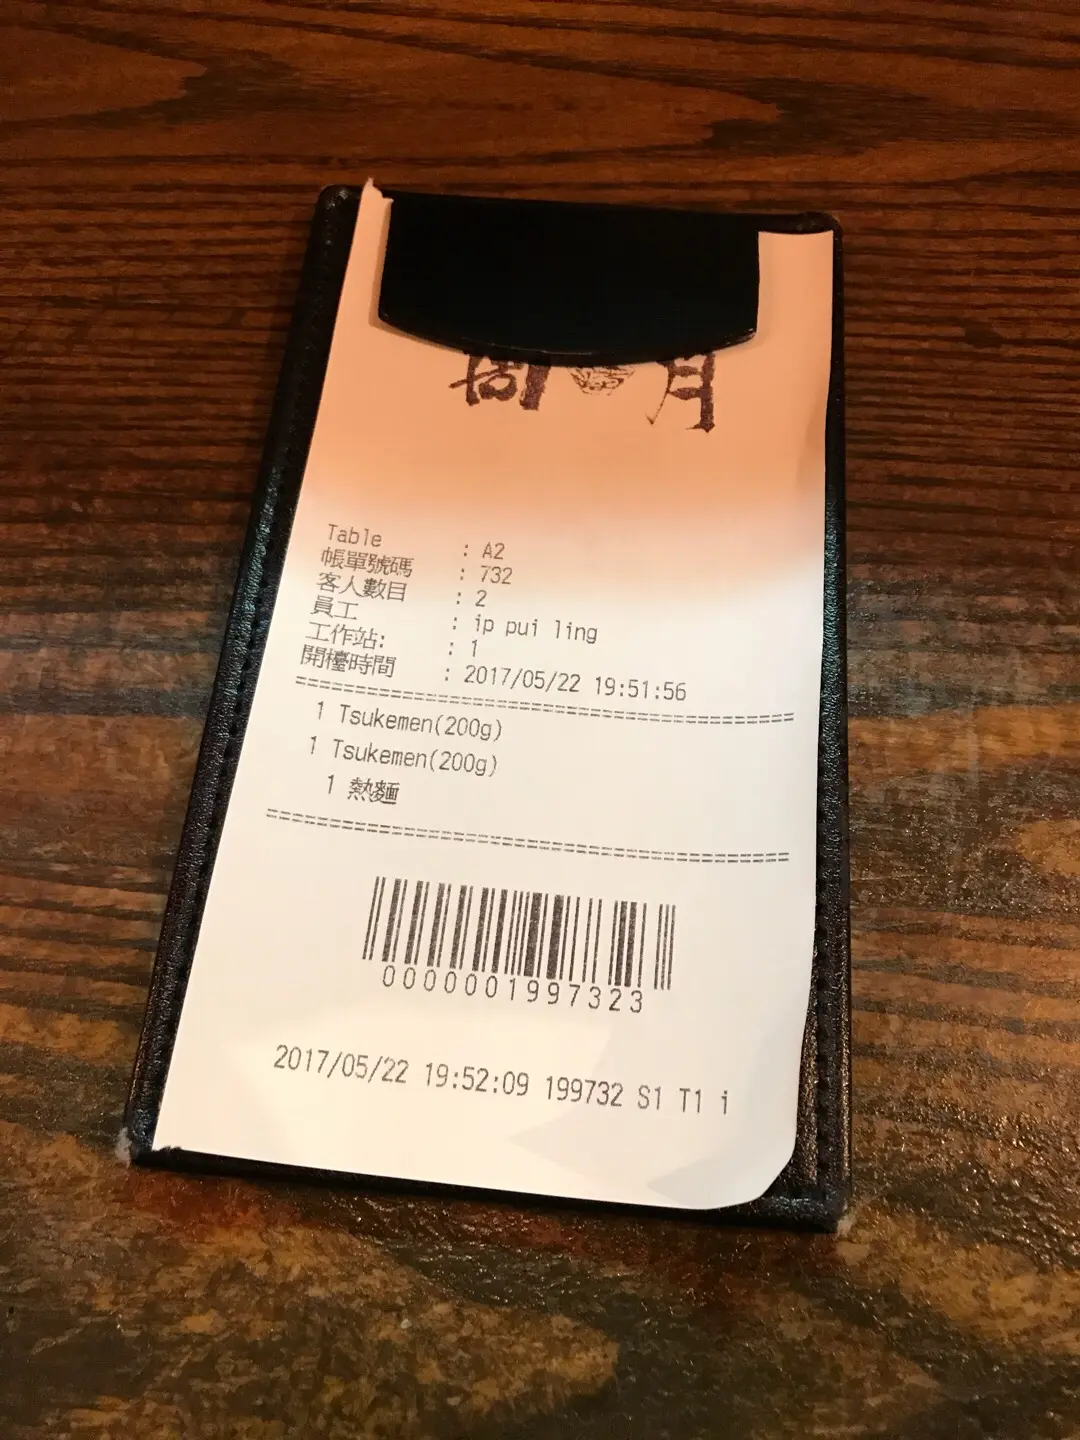 月
Table : A2
帳單號碼 : 732
客人數目 : 2
員工 : ip pui ling
工作站: : 1
開檯時間 : 2017/05/22 19:51:56
1 Tsukemen(200g)
1 Tsukemen(200g)
1 熱麵
0000001997323
2017/05/22 19:52:09 199732 S1 T1 i